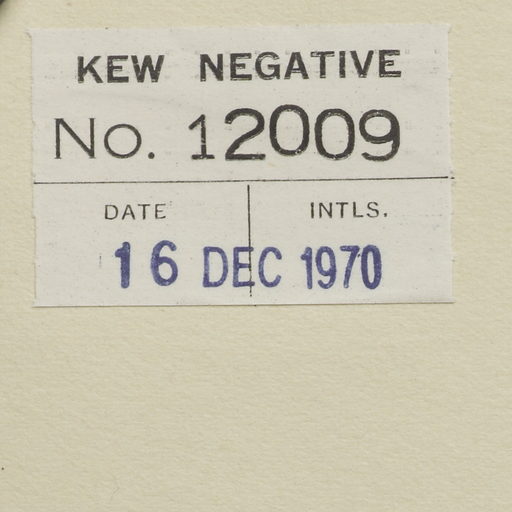 KEW NEGATIVE
No. 12009
DATE INTLS.
16 DEC 1970